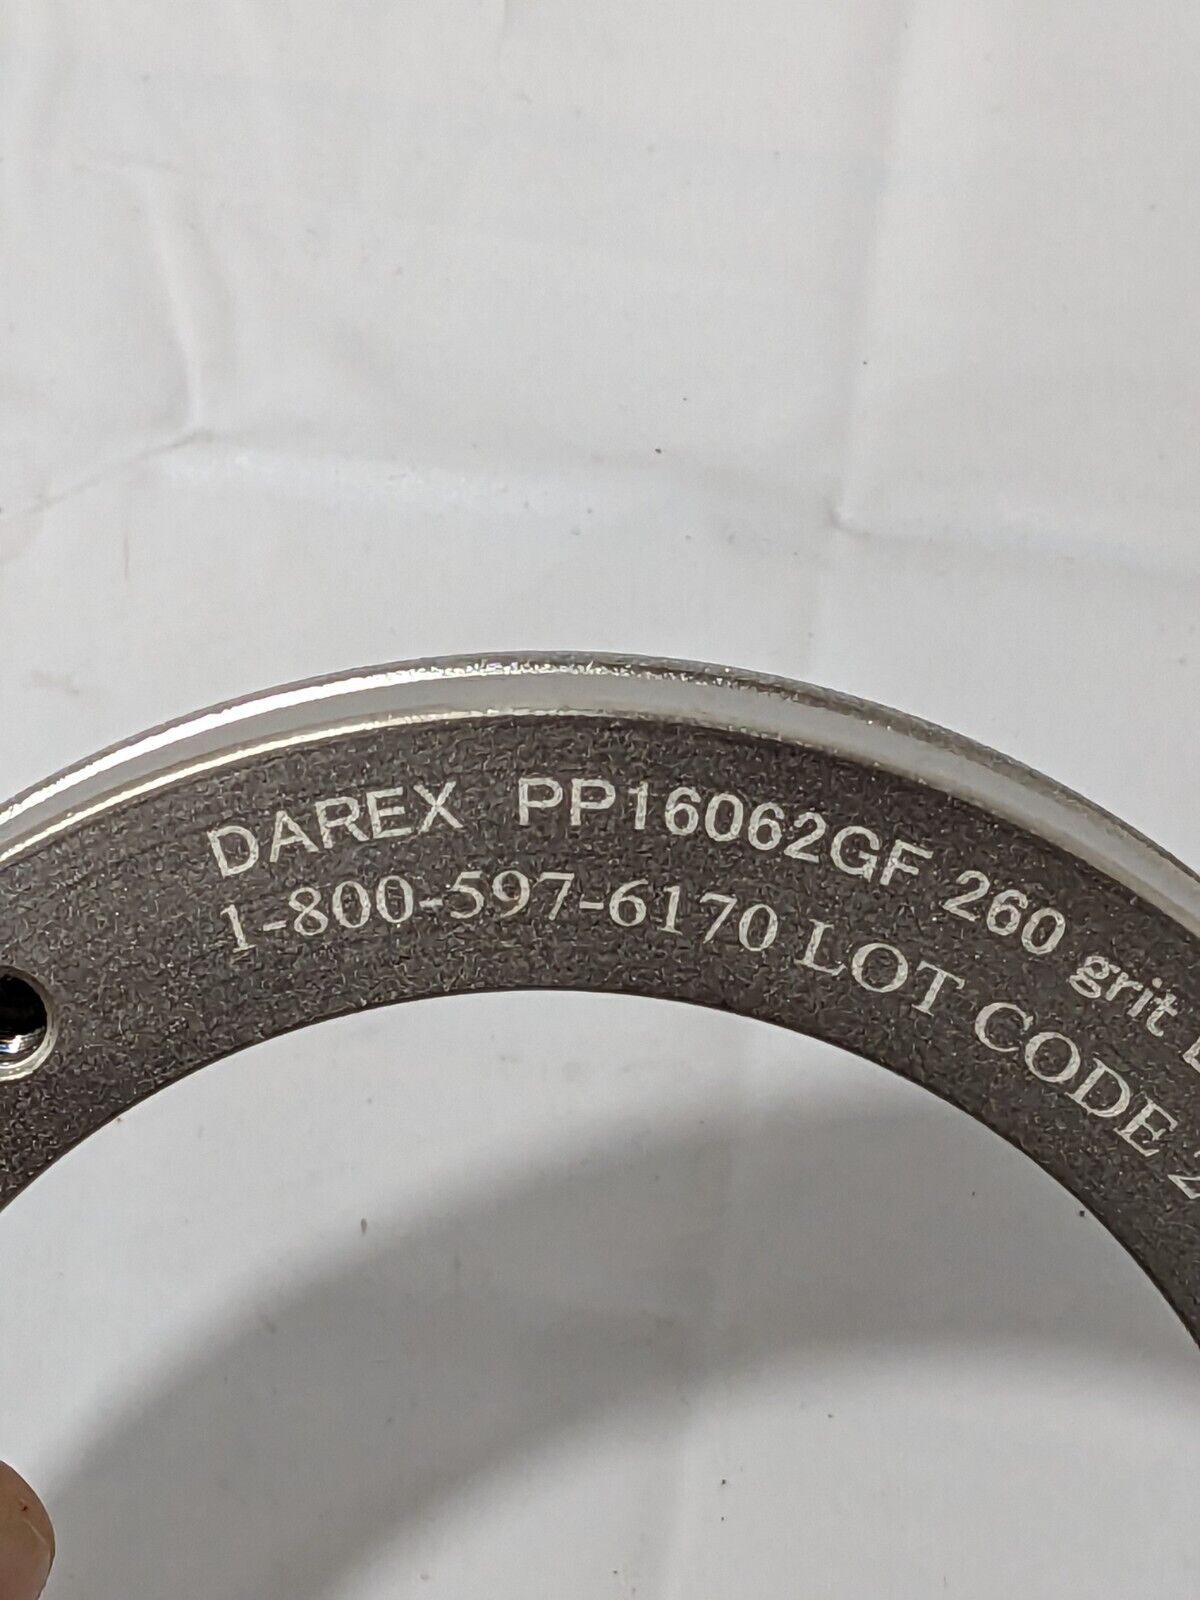 DAREX PP16062GF 260 grit
1-800-597-6170 LOT CODE